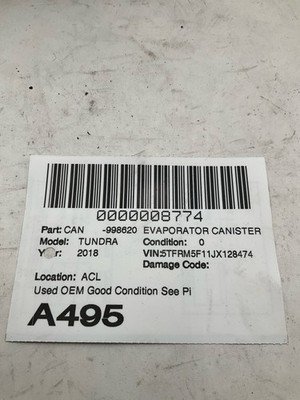 0000008774
Part: CAN -998620 EVAPORATOR CANISTER
Model: TUNDRA Condition: 0
Year: 2018 VIN:5TFRM5F11JX128474
Damage Code:
Location: ACL
Used OEM Good Condition See Pi
A495